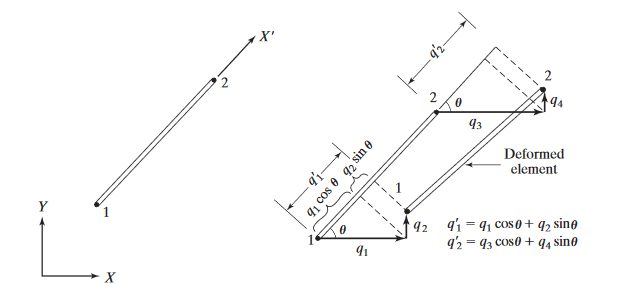 X'
2
1
Y
X
q'₂
2
θ
q₃
2
q₄
q'₁
q₁ cos θ
q₂ sin θ
Deformed
element
1
1
θ
q₁
q₂
q'₁ = q₁ cos θ + q₂ sin θ
q'₂ = q₃ cos θ + q₄ sin θ